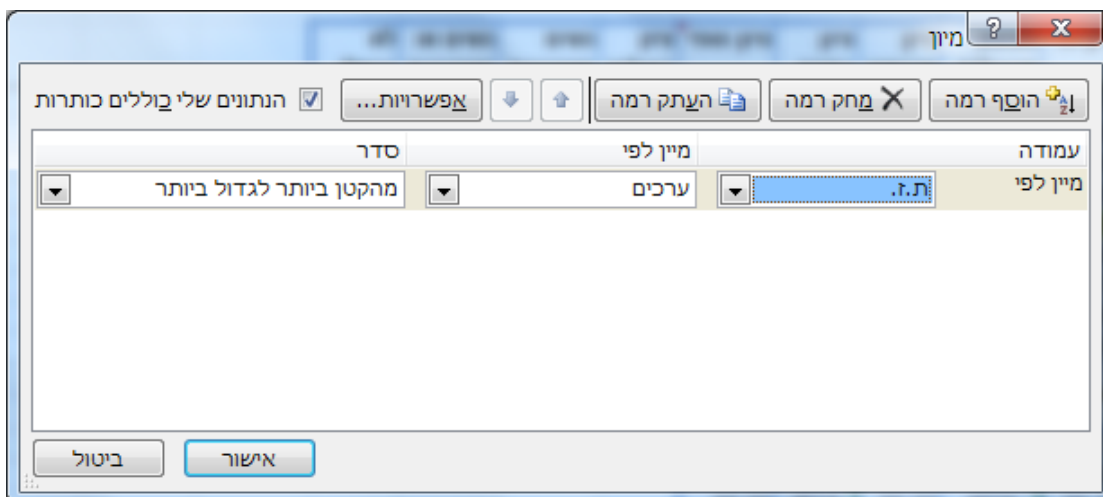 מיון
הוסף רמה מחק רמה העתק רמה אפשרויות... הנתונים שלי כוללים כותרות
עמודה מיין לפי סדר
מיין לפי ת.ז. ערכים מהקטן ביותר לגדול ביותר
אישור ביטול